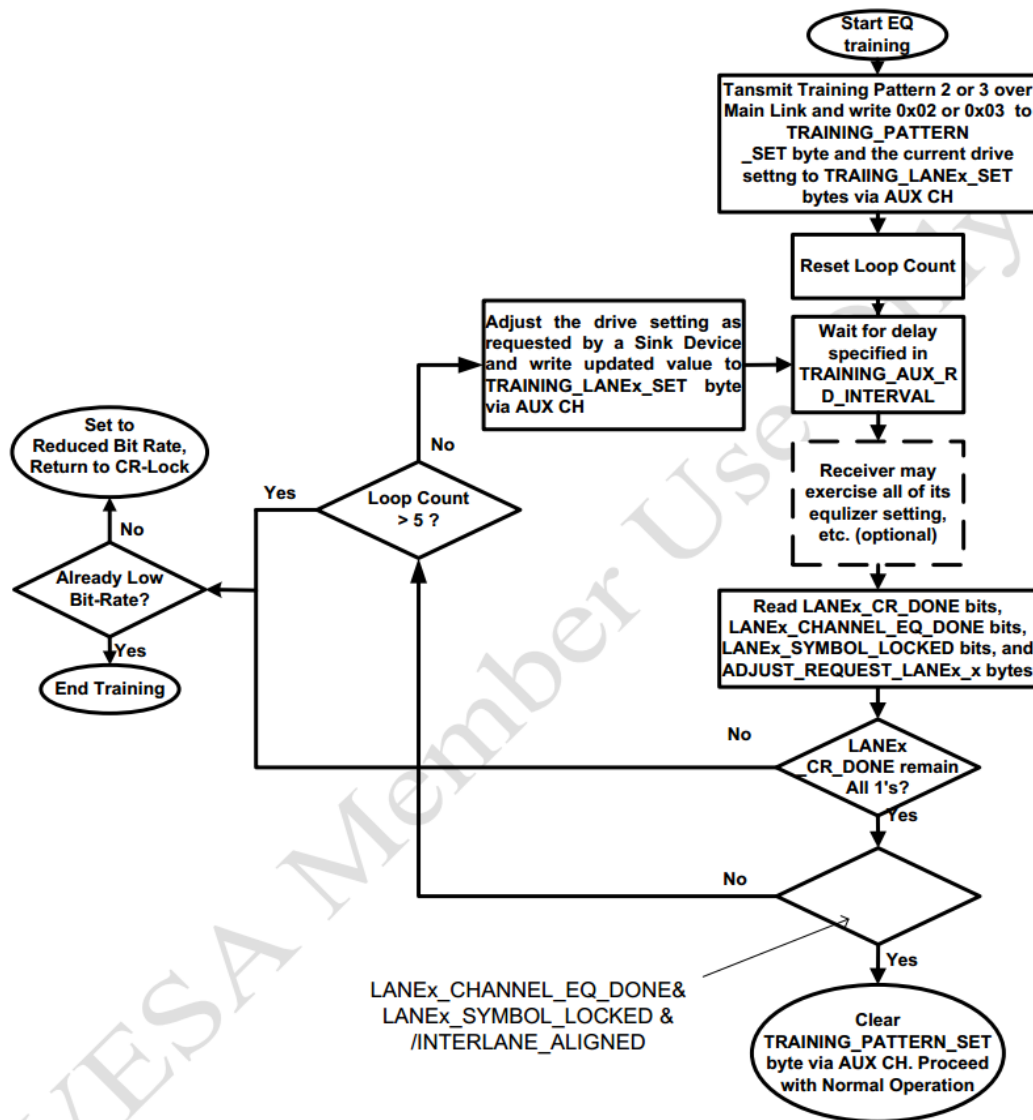 Start EQ
training
Tansmit Training Pattern 2 or 3 over
Main Link and write 0x02 or 0x03 to
TRAINING_PATTERN
_SET byte and the current drive
settng to TRAIING_LANEx_SET
bytes via AUX CH
Reset Loop Count
Adjust the drive setting as
requested by a Sink Device
and write updated value to
TRAINING_LANEx_SET byte
via AUX CH
Wait for delay
specified in
TRAINING_AUX_R
D_INTERVAL
Set to
Reduced Bit Rate,
Return to CR-Lock
No
Yes
Loop Count
> 5 ?
Receiver may
exercise all of its
equlizer setting,
etc. (optional)
No
Already Low
Bit-Rate?
Yes
End Training
Read LANEx_CR_DONE bits,
LANEx_CHANNEL_EQ_DONE bits,
LANEx_SYMBOL_LOCKED bits, and
ADJUST_REQUEST_LANEx_x bytes
No
LANEx
_CR_DONE remain
All 1's?
Yes
No
Yes
LANEx_CHANNEL_EQ_DONE&
LANEx_SYMBOL_LOCKED &
/INTERLANE_ALIGNED
Clear
TRAINING_PATTERN_SET
byte via AUX CH. Proceed
with Normal Operation
VESA Member Use Only